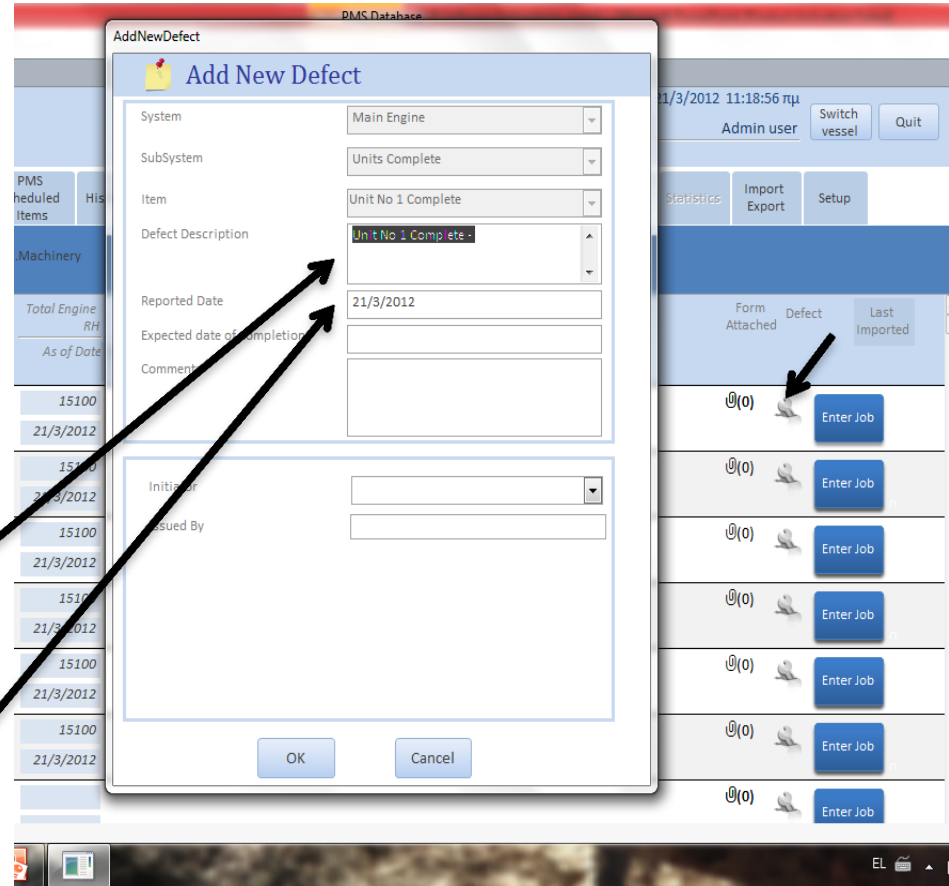 PMS Database
AddNewDefect
Add New Defect
21/3/2012 11:18:56 πμ
Admin user
Switch
vessel
Quit
PMS
heduled
Items
His
Statistics
Import
Export
Setup
.Machinery
System
Main Engine
SubSystem
Units Complete
Item
Unit No 1 Complete
Defect Description
Unit No 1 Complete -
Reported Date
21/3/2012
Expected date of completion
Comment
Initiator
Issued By
OK
Cancel
Total Engine
RH
As of Date
Form
Attached
Defect
Last
Imported
15100
21/3/2012
(0)
Enter Job
15100
21/3/2012
(0)
Enter Job
15100
21/3/2012
(0)
Enter Job
15100
21/3/2012
(0)
Enter Job
15100
21/3/2012
(0)
Enter Job
15100
21/3/2012
(0)
Enter Job
(0)
Enter Job
EL